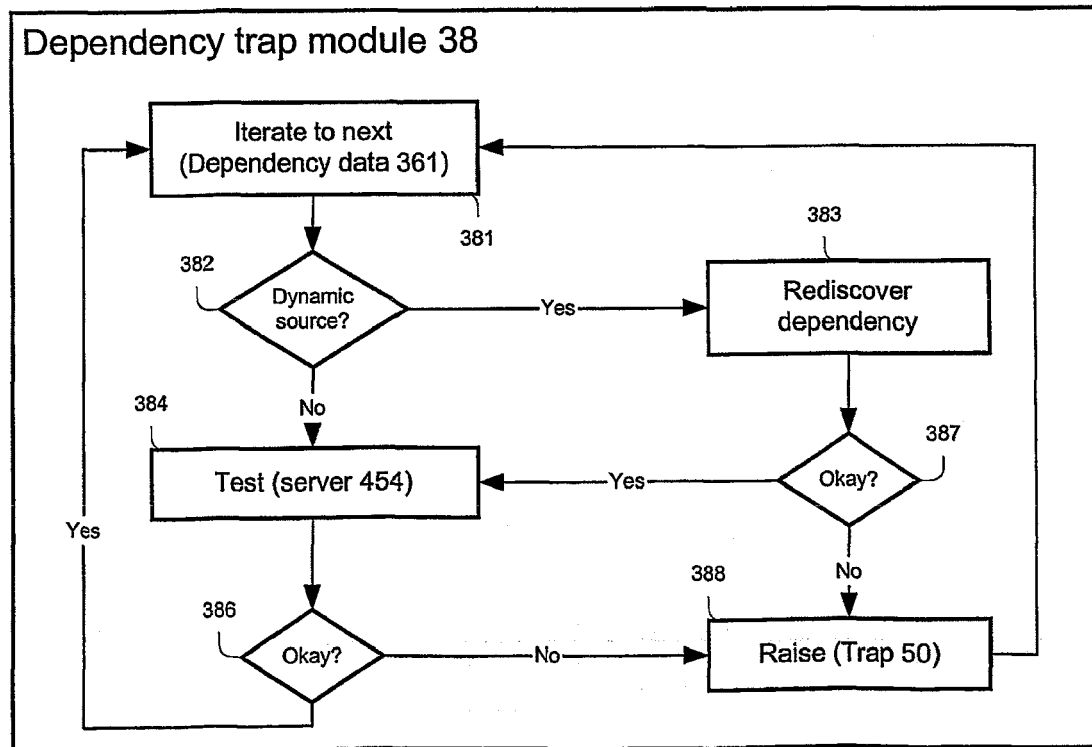 Dependency trap module 38
Iterate to next
(Dependency data 361)
381
382
Dynamic
source?
Yes
383
Rediscover
dependency
No
384
Test (server 454)
Yes
Okay?
387
Yes
No
386
Okay?
No
388
Raise (Trap 50)